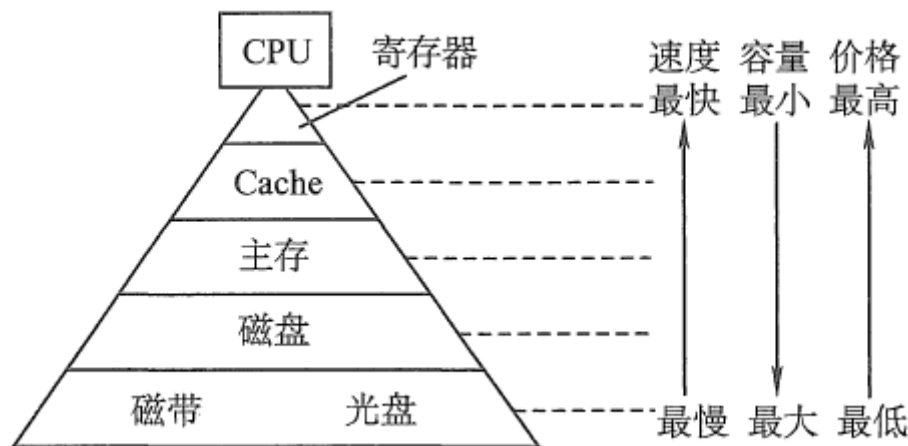 CPU
寄存器
速度 容量 价格
最快 最小 最高
Cache
主存
磁盘
磁带 光盘
最慢 最大 最低